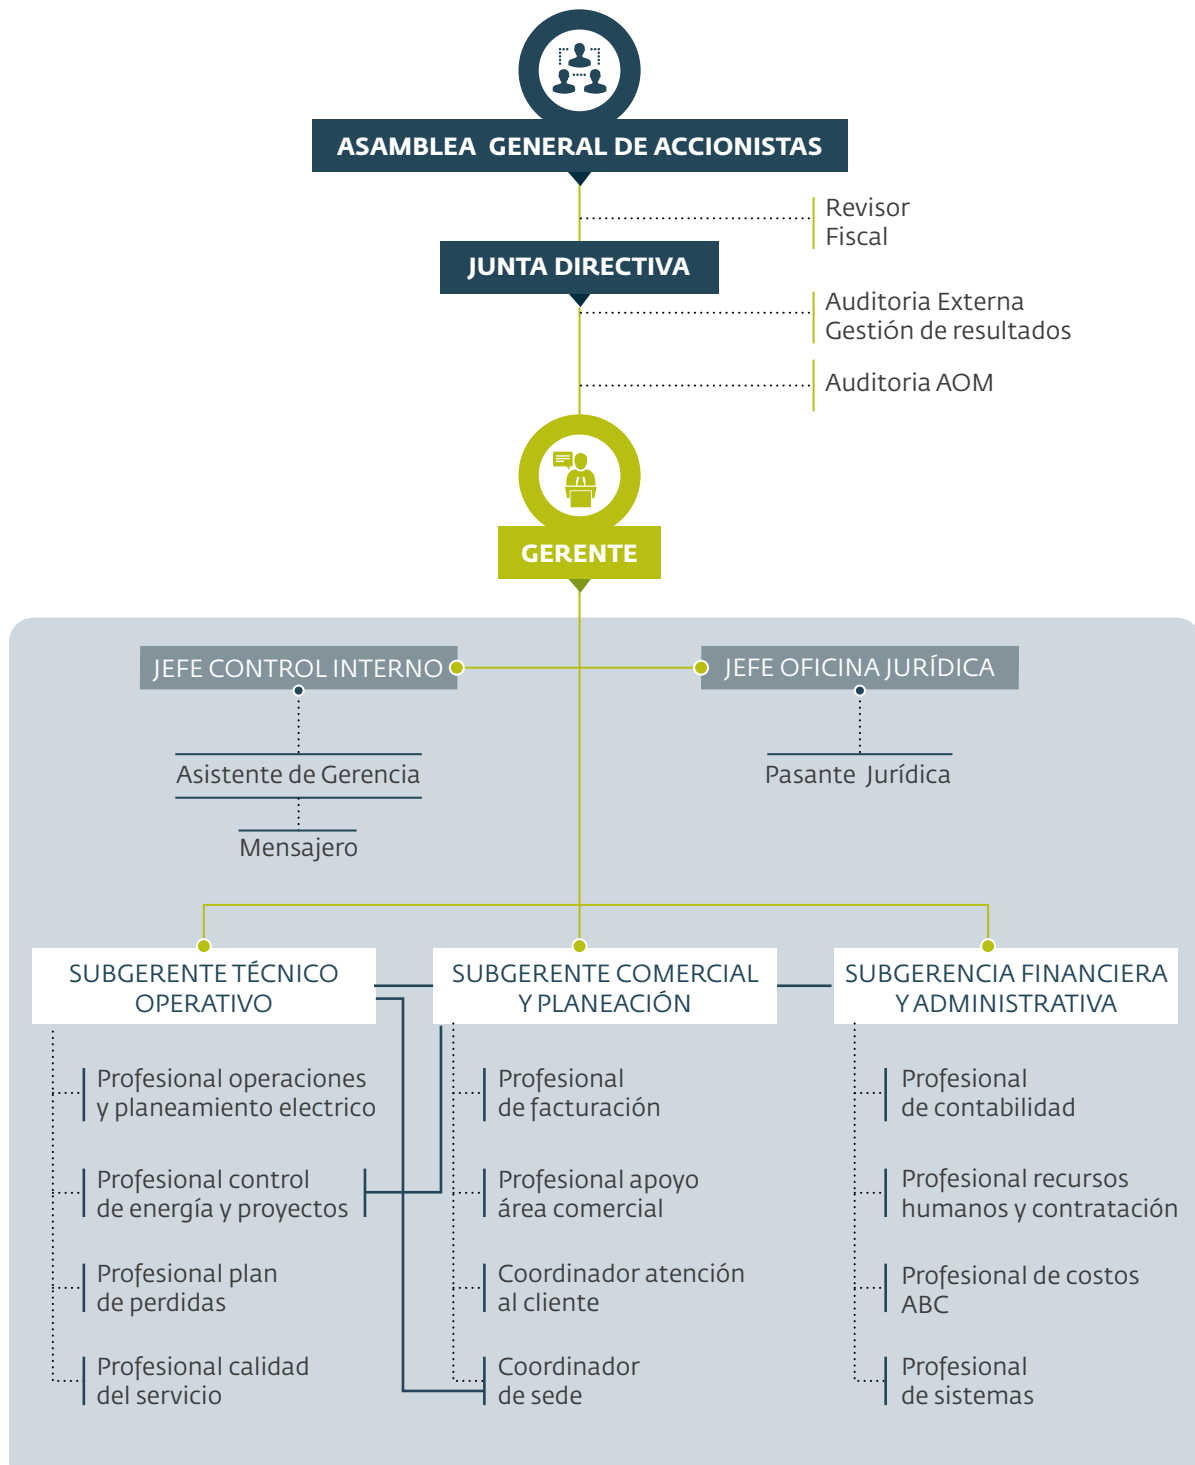 ASAMBLEA GENERAL DE ACCIONISTAS
Revisor
Fiscal
JUNTA DIRECTIVA
Auditoria Externa
Gestión de resultados
Auditoria AOM
GERENTE
JEFE CONTROL INTERNO
JEFE OFICINA JURÍDICA
Asistente de Gerencia
Pasante Jurídica
Mensajero
SUBGERENTE TÉCNICO
OPERATIVO
Profesional operaciones
y planeamiento electrico
Profesional control
de energía y proyectos
Profesional plan
de perdidas
Profesional calidad
del servicio
SUBGERENTE COMERCIAL
Y PLANEACIÓN
Profesional
de facturación
Profesional apoyo
área comercial
Coordinador atención
al cliente
Coordinador
de sede
SUBGERENCIA FINANCIERA
Y ADMINISTRATIVA
Profesional
de contabilidad
Profesional recursos
humanos y contratación
Profesional de costos
ABC
Profesional
de sistemas